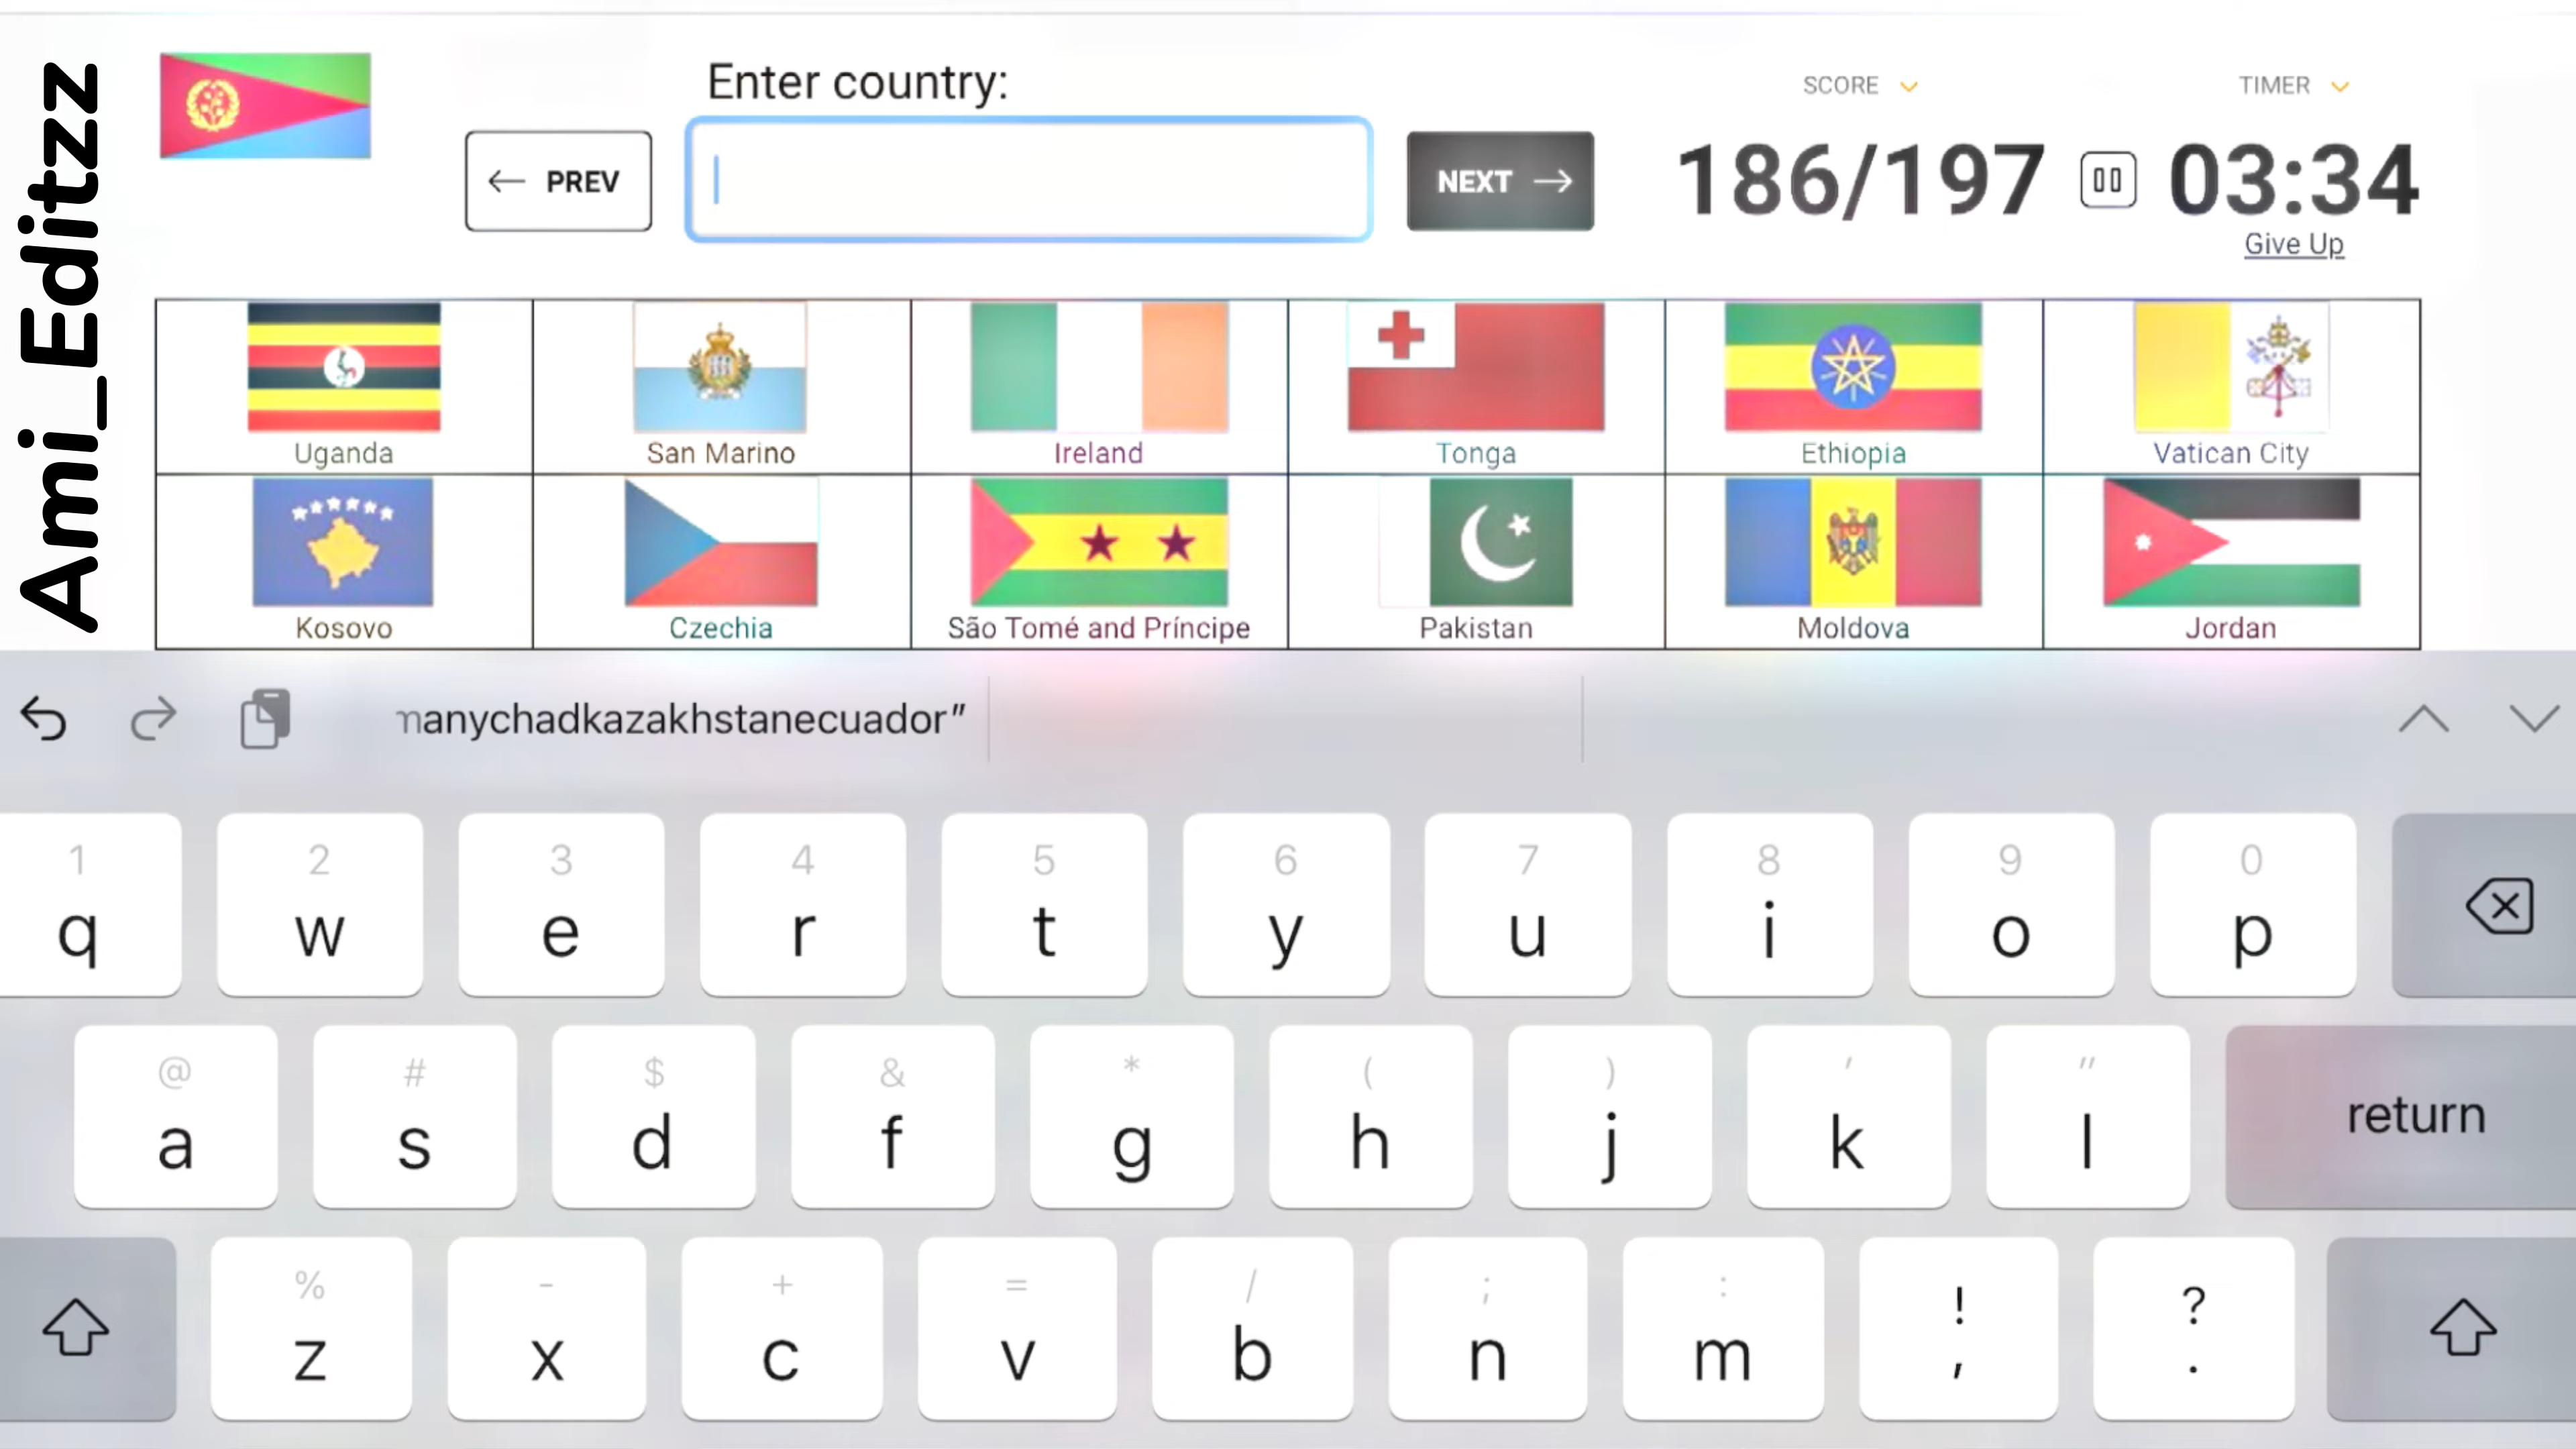 Ami_Editzz
Enter country:
← PREV
NEXT →
SCORE
186/197
TIMER
03:34
Give Up
Uganda
San Marino
Ireland
Tonga
Ethiopia
Vatican City
Kosovo
Czechia
São Tomé and Príncipe
Pakistan
Moldova
Jordan
manychadkazakhstanecuador"
1 2 3 4 5 6 7 8 9 0
q w e r t y u i o p
@ # $ & * ( ) ' "
a s d f g h j k l return
% - + = / ; : ! ?
z x c v b n m , .